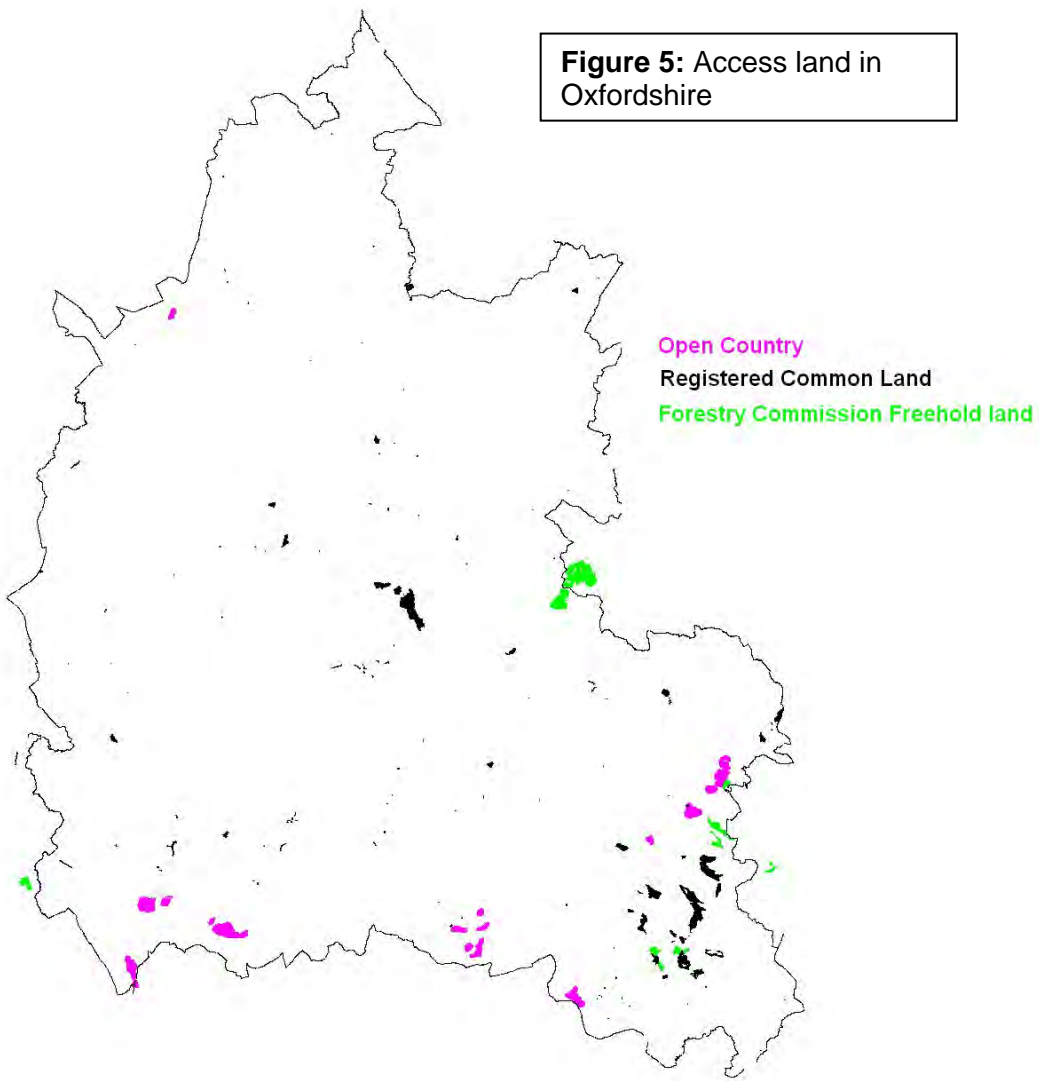 Figure 5: Access land in
Oxfordshire
Open Country
Registered Common Land
Forestry Commission Freehold land